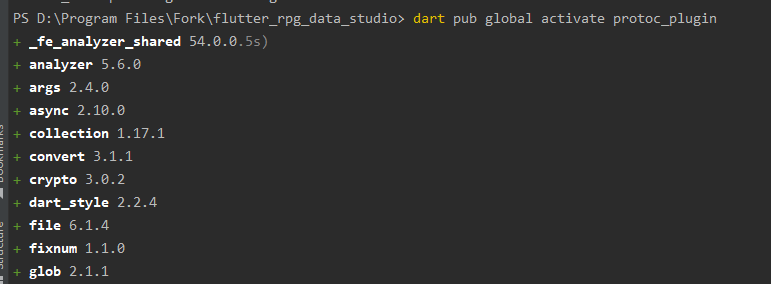 PS D:\Program Files\Fork\flutter_rpg_data_studio> dart pub global activate protoc_plugin
+ _fe_analyzer_shared 54.0.0.5s)
+ analyzer 5.6.0
+ args 2.4.0
+ async 2.10.0
+ collection 1.17.1
+ convert 3.1.1
+ crypto 3.0.2
+ dart_style 2.2.4
+ file 6.1.4
+ fixnum 1.1.0
+ glob 2.1.1